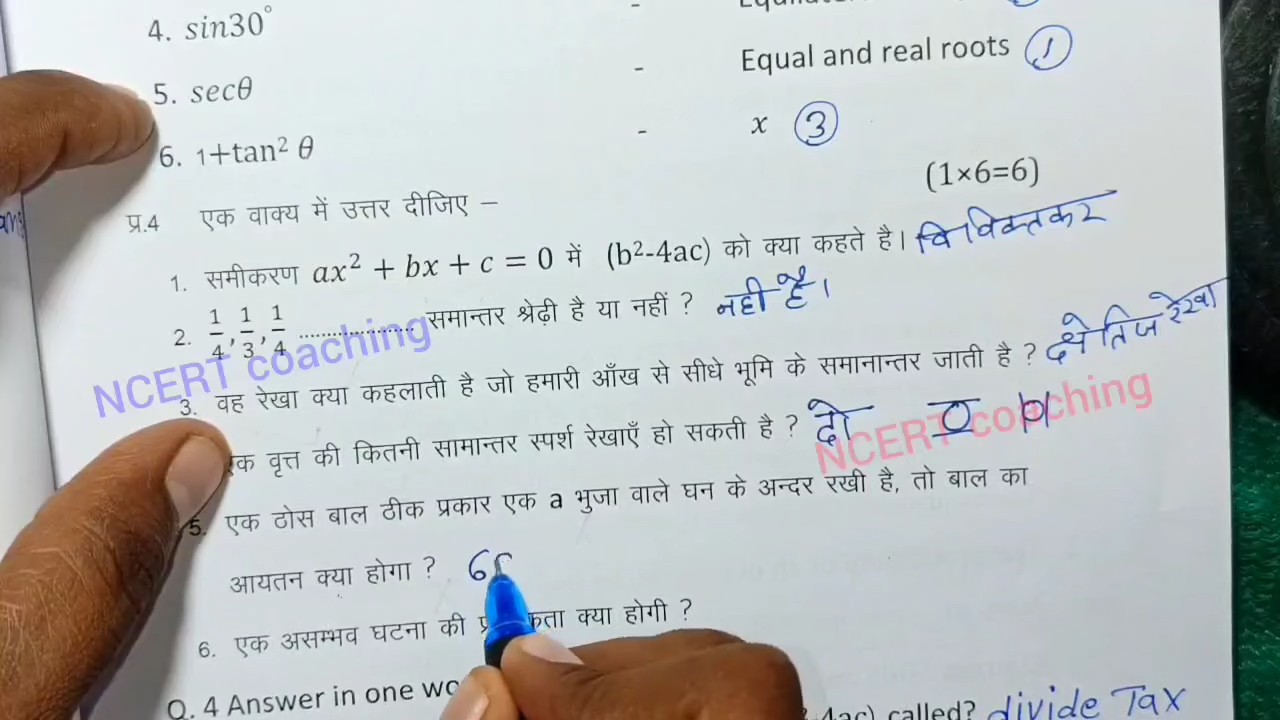 4. sin30° -
5. secθ - Equal and real roots 1
6. 1+tan² θ - x 3
(1×6=6)
प्र.4 एक वाक्य में उत्तर दीजिए –
1. समीकरण ax² + bx + c = 0 में (b²-4ac) को क्या कहते है। विविक्तकर
2. 1/4, 1/3, 1/4 .................... समान्तर श्रेढ़ी है या नहीं ? नही है।
NCERT coaching
3. वह रेखा क्या कहलाती है जो हमारी आँख से सीधे भूमि के समानान्तर जाती है ? क्षेतिज रेखा
एक वृत्त की कितनी सामान्तर स्पर्श रेखाएँ हो सकती है ? दो
NCERT coaching
5. एक ठोस बाल ठीक प्रकार एक a भुजा वाले घन के अन्दर रखी है, तो बाल का
आयतन क्या होगा ? 6
6. एक असम्भव घटना की क्या होगी ?
Q. 4 Answer in one called? divide Tax